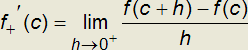 f₊′(c) = lim_{h→0⁺} (f(c + h) − f(c)) / h